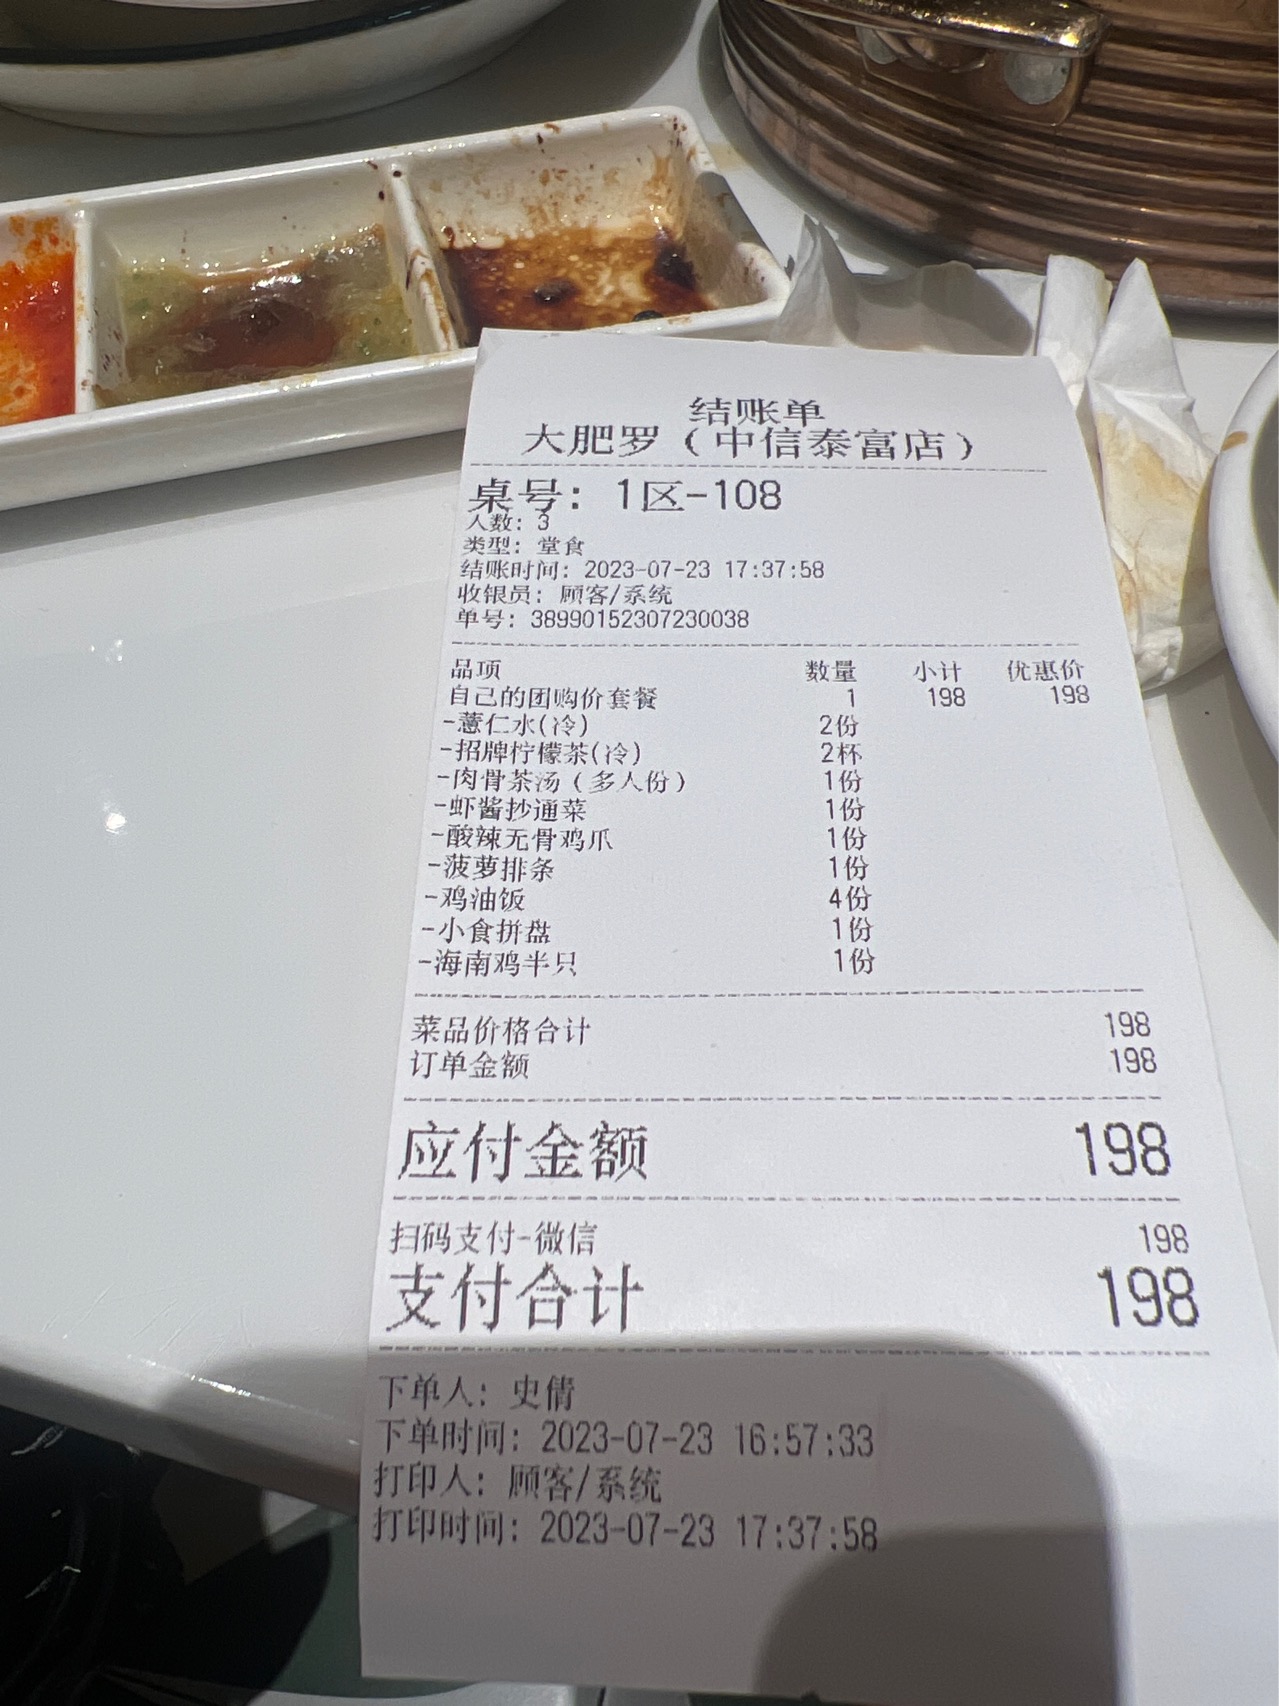 结账单
大肥罗（中信泰富店）
桌号: 1区-108
人数: 3
类型: 堂食
结账时间: 2023-07-23 17:37:58
收银员: 顾客/系统
单号: 38990152307230038
品项 数量 小计 优惠价
自己的团购价套餐 1 198 198
-薏仁水(冷) 2份
-招牌柠檬茶(冷) 2杯
-肉骨茶汤（多人份） 1份
-虾酱抄通菜 1份
-酸辣无骨鸡爪 1份
-菠萝排条 1份
-鸡油饭 4份
-小食拼盘 1份
-海南鸡半只 1份
菜品价格合计 198
订单金额 198
应付金额 198
扫码支付-微信 198
支付合计 198
下单人: 史倩
下单时间: 2023-07-23 16:57:33
打印人: 顾客/系统
打印时间: 2023-07-23 17:37:58